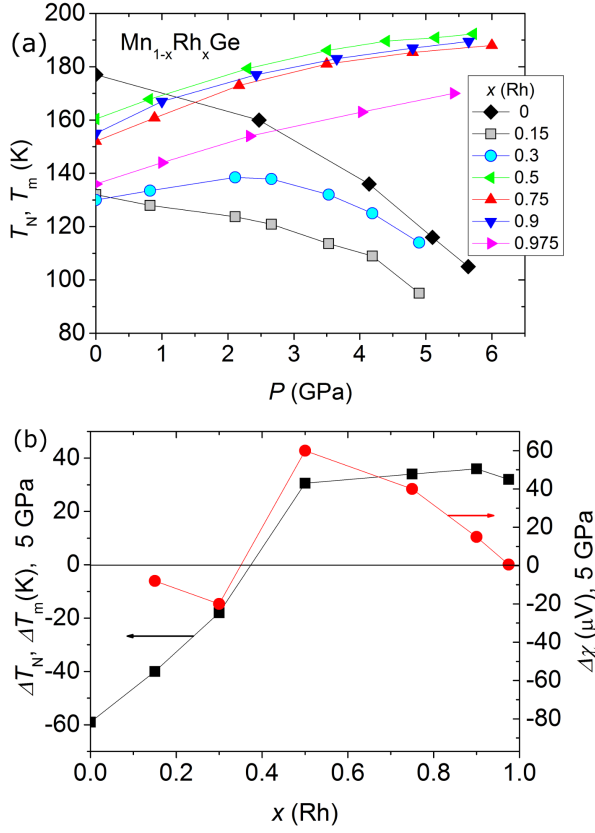 (a)
Mn1-xRhxGe
x (Rh)
0
0.15
0.3
0.5
0.75
0.9
0.975
200
180
160
140
120
100
80
TN, Tm (K)
0 1 2 3 4 5 6
P (GPa)
(b)
40
20
0
-20
-40
-60
ΔTN, ΔTm(K), 5 GPa
60
40
20
0
-20
-40
-60
-80
Δχ (μV), 5 GPa
0.0 0.2 0.4 0.6 0.8 1.0
x (Rh)